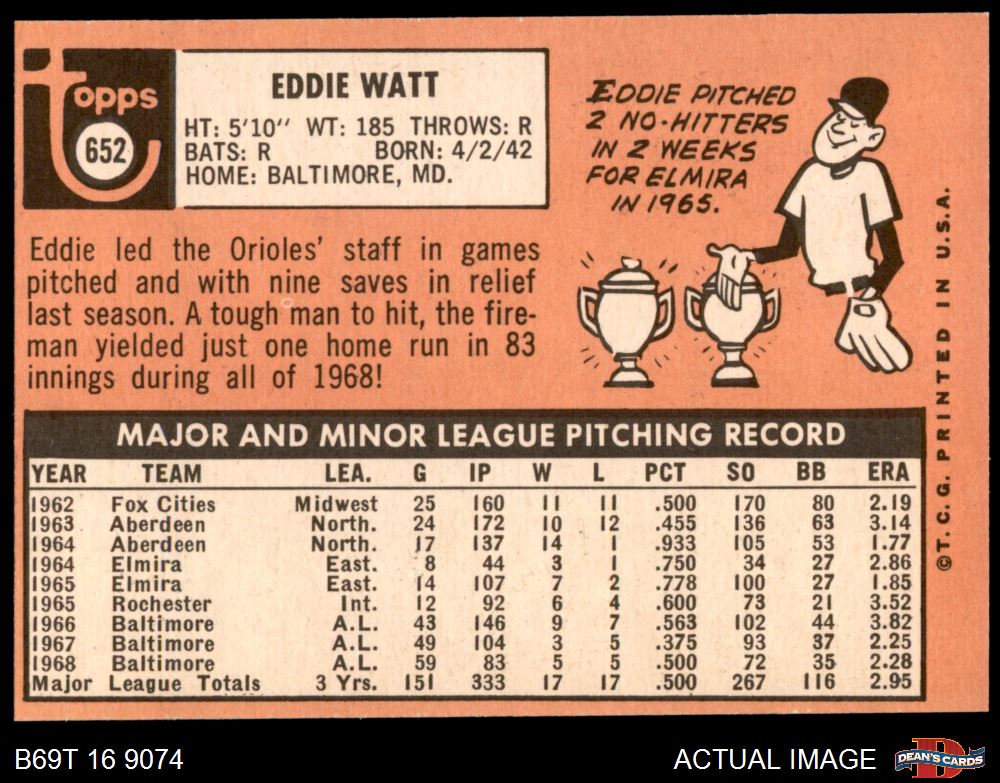 Topps
652
EDDIE WATT
HT: 5'10" WT: 185 THROWS: R
BATS: R BORN: 4/2/42
HOME: BALTIMORE, MD.
EDDIE PITCHED
2 NO-HITTERS
IN 2 WEEKS
FOR ELMIRA
IN 1965.
Eddie led the Orioles' staff in games
pitched and with nine saves in relief
last season. A tough man to hit, the fire-
man yielded just one home run in 83
innings during all of 1968!
MAJOR AND MINOR LEAGUE PITCHING RECORD
YEAR TEAM LEA. G IP W L PCT SO BB ERA
1962 Fox Cities Midwest 25 160 11 11 .500 170 80 2.19
1963 Aberdeen North. 24 172 10 12 .455 136 63 3.14
1964 Aberdeen North. 17 137 14 1 .933 105 53 1.77
1964 Elmira East. 8 44 3 1 .750 34 27 2.86
1965 Elmira East. 14 107 7 2 .778 100 27 1.85
1965 Rochester Int. 12 92 6 4 .600 73 21 3.52
1966 Baltimore A.L. 43 146 9 7 .563 102 44 3.82
1967 Baltimore A.L. 49 104 3 5 .375 93 37 2.25
1968 Baltimore A.L. 59 83 5 5 .500 72 35 2.28
Major League Totals 3 Yrs. 151 333 17 17 .500 267 116 2.95
©T. C. G. PRINTED IN U.S.A.
B69T 16 9074
ACTUAL IMAGE
D
DEAN'S CARDS